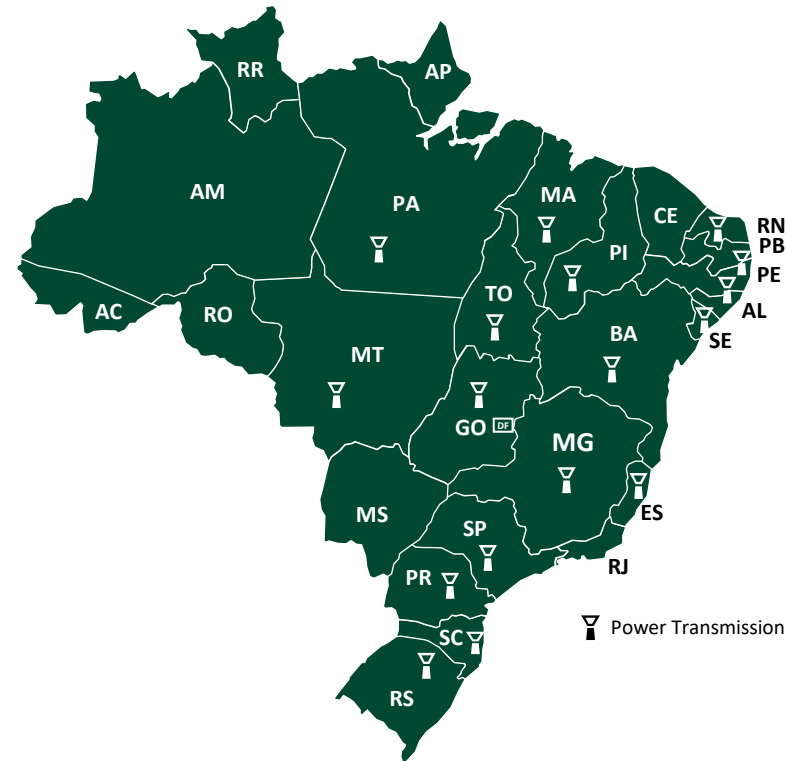 RR
AP
AM
PA
MA
CE
RN
PB
PI
PE
TO
AL
AC
RO
SE
BA
MT
GO
DF
MG
MS
ES
SP
RJ
PR
Power Transmission
SC
RS